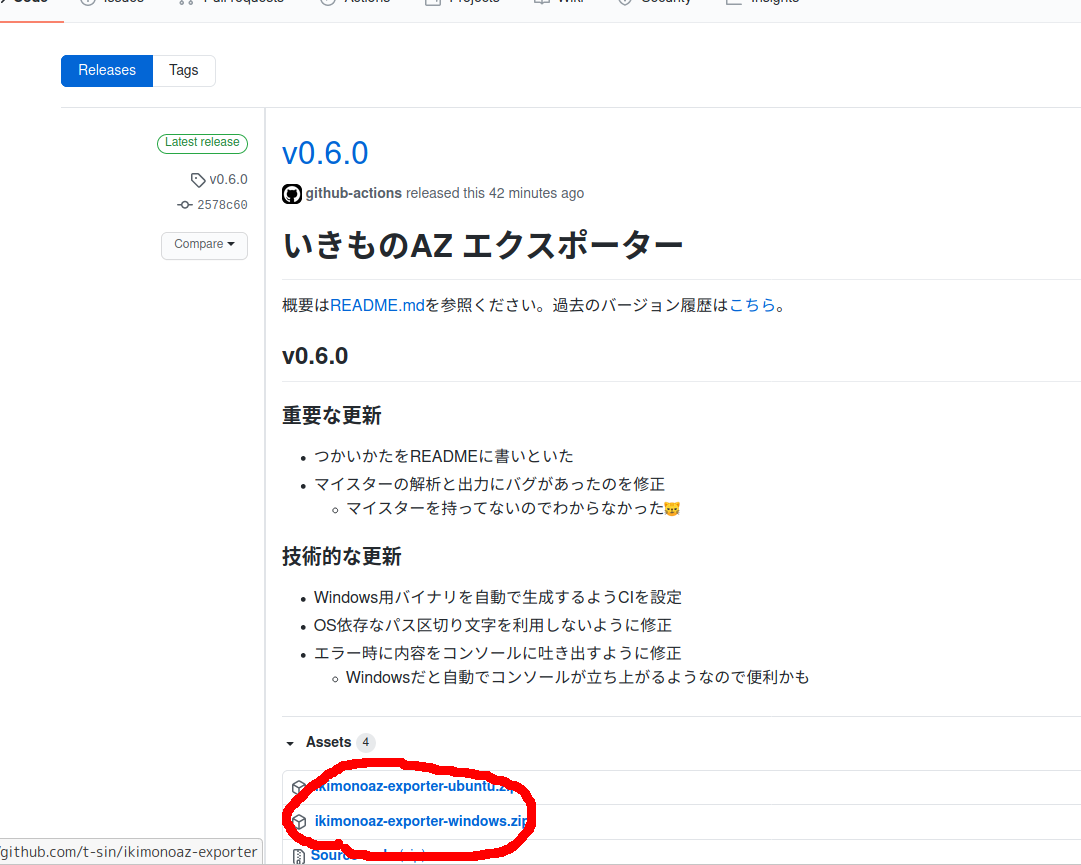 Code Issues Pull requests Actions Projects Wiki Security Insights
Releases Tags
Latest release
v0.6.0
2578c60
Compare
v0.6.0
github-actions released this 42 minutes ago
いきものAZ エクスポーター
概要はREADME.mdを参照ください。過去のバージョン履歴はこちら。
v0.6.0
重要な更新
つかいかたをREADMEに書いといた
マイスターの解析と出力にバグがあったのを修正
マイスターを持ってないのでわからなかった😸
技術的な更新
Windows用バイナリを自動で生成するようCIを設定
OS依存なパス区切り文字を利用しないように修正
エラー時に内容をコンソールに吐き出すように修正
Windowsだと自動でコンソールが立ち上がるようなので便利かも
Assets 4
ikimonoaz-exporter-ubuntu.zip
ikimonoaz-exporter-windows.zip
(zip)
/github.com/t-sin/ikimonoaz-exporter